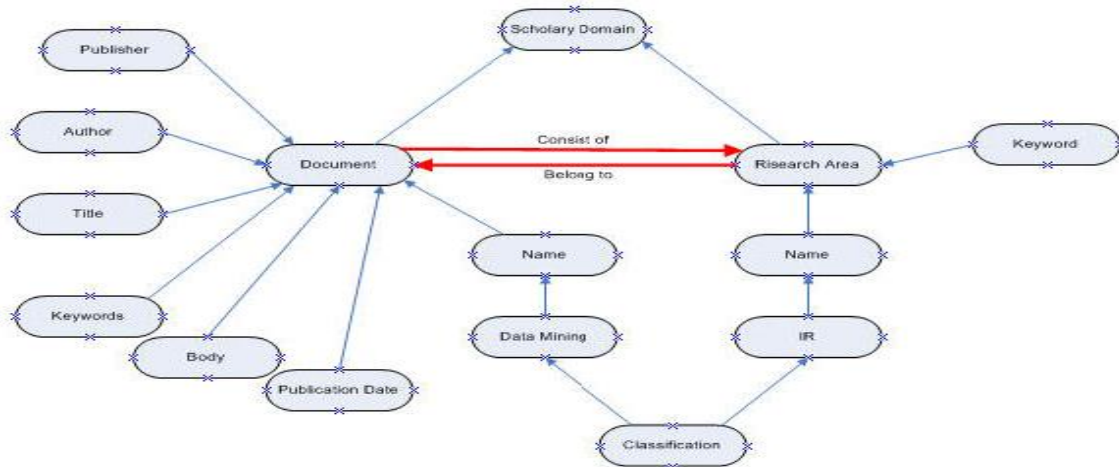 Scholary Domain
Publisher
Author
Consist of
Keyword
Document
Risearch Area
Belong to
Title
Name
Name
Keywords
Data Mining
IR
Body
Publication Date
Classification